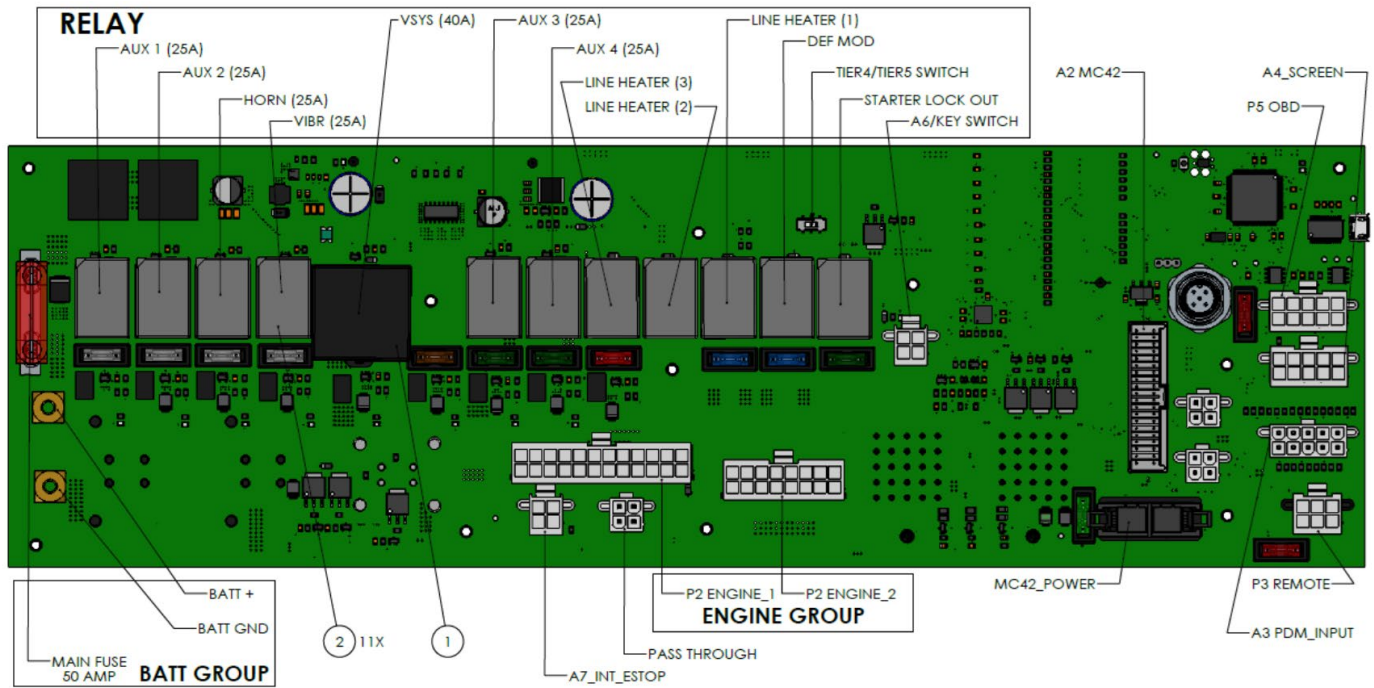 RELAY
VSYS (40A)
AUX 3 (25A)
LINE HEATER (1)
AUX 1 (25A)
AUX 4 (25A)
DEF MOD
AUX 2 (25A)
LINE HEATER (3)
TIER4/TIER5 SWITCH
A2 MC42
A4_SCREEN
HORN (25A)
LINE HEATER (2)
STARTER LOCK OUT
P5 OBD
VIBR (25A)
A6/KEY SWITCH
BATT +
P2 ENGINE_1
P2 ENGINE_2
MC42_POWER
P3 REMOTE
ENGINE GROUP
BATT GND
2 11X
1
A3 PDM_INPUT
PASS THROUGH
MAIN FUSE
50 AMP
BATT GROUP
A7_INT_ESTOP